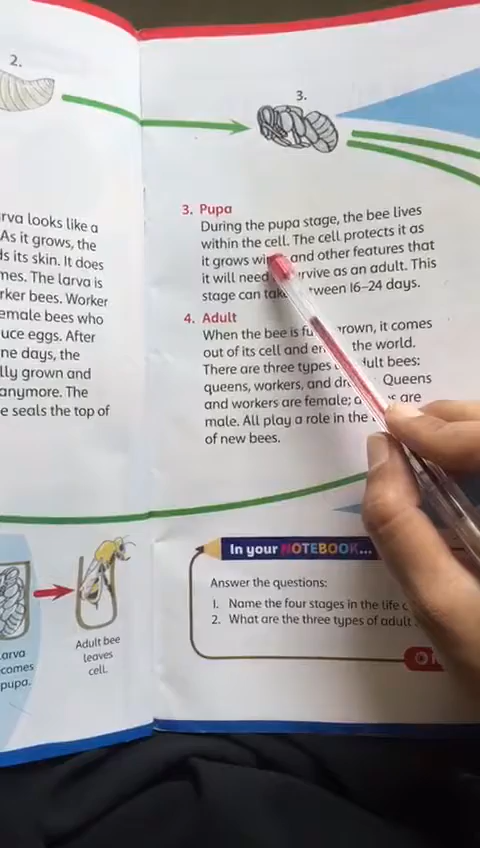 2.
rva looks like a
As it grows, the
ds its skin. It does
mes. The larva is
rker bees. Worker
emale bees who
uce eggs. After
ne days, the
lly grown and
anymore. The
e seals the top of
arva
comes
pupa.
Adult bee
leaves
cell.
3.
3. Pupa
During the pupa stage, the bee lives
within the cell. The cell protects it as
it grows and other features that
it will need as an adult. This
stage can 16–24 days.
4. Adult
When the bee is grown, it comes
out of its cell and the world.
There are three types bees:
queens, workers, and Queens
and workers are female; are
male. All play a role in the
of new bees.
In your NOTEBOOK...
Answer the questions:
1. Name the four stages in the life
2. What are the three types of adult